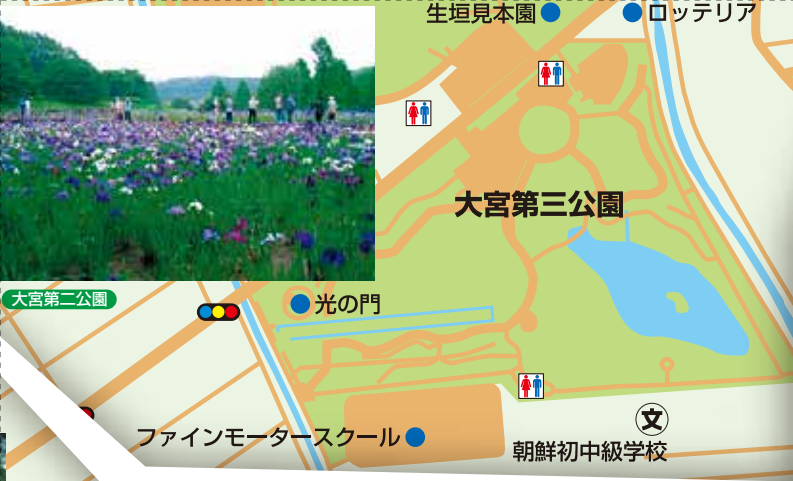 生垣見本園
ロッテリア
大宮第三公園
大宮第二公園
光の門
ファインモータースクール
文
朝鮮初中級学校